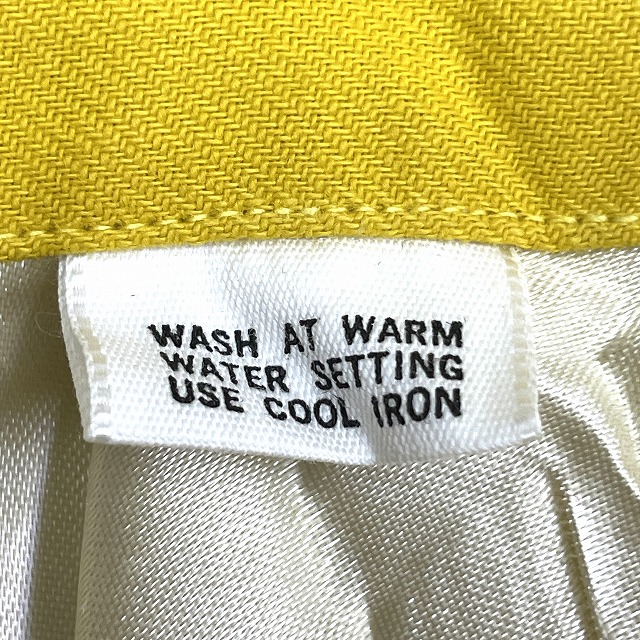 WASH AT WARM
WATER SETTING
USE COOL IRON